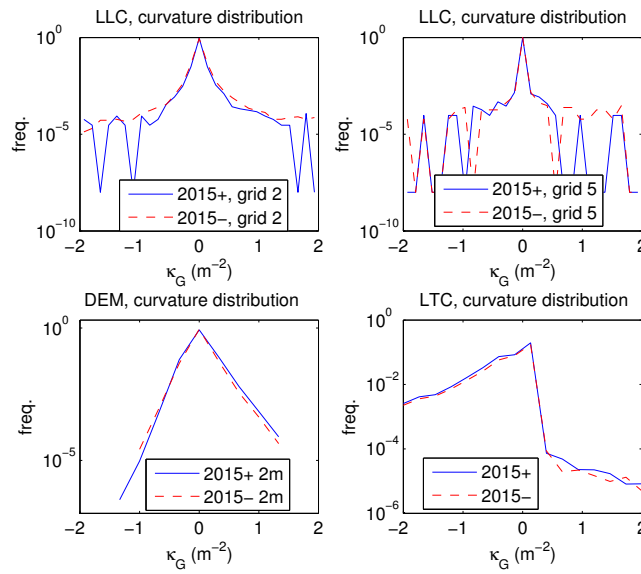 LLC, curvature distribution
10^0
10^−5
10^−10
freq.
2015+, grid 2
2015−, grid 2
−2 −1 0 1 2
κ_G (m^−2)
LLC, curvature distribution
10^0
10^−5
10^−10
freq.
2015+, grid 5
2015−, grid 5
−2 −1 0 1 2
κ_G (m^−2)
DEM, curvature distribution
10^0
10^−5
freq.
2015+ 2m
2015− 2m
−2 −1 0 1 2
κ_G (m^−2)
LTC, curvature distribution
10^0
10^−2
10^−4
10^−6
freq.
2015+
2015−
−2 −1 0 1 2
κ_G (m^−2)